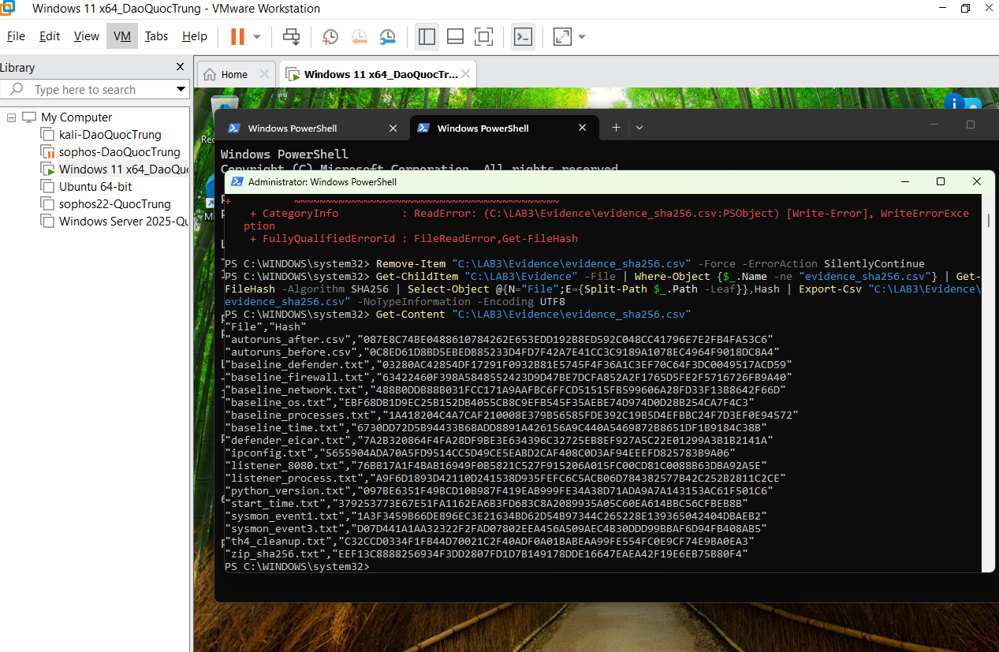 Windows 11 x64_DaoQuocTrung - VMware Workstation
File Edit View VM Tabs Help
Library
Type here to search
My Computer
kali-DaoQuocTrung
sophos-DaoQuocTrung
Windows 11 x64_DaoQuo
Ubuntu 64-bit
sophos22-QuocTrung
Windows Server 2025-Qu
Home
Windows 11 x64_DaoQuocTr...
Windows PowerShell
Windows PowerShell
Windows PowerShell
Copyright (C) Microsoft Corporation. All rights reserved
Administrator: Windows PowerShell
+ ~~~~~~~~~~~~~~~~~~~~~~~~~~~~~~~~~~~~~~~~~~
+ CategoryInfo : ReadError: (C:\LAB3\Evidence\evidence_sha256.csv:PSObject) [Write-Error], WriteErrorExce
ption
+ FullyQualifiedErrorId : FileReadError,Get-FileHash
PS C:\WINDOWS\system32> Remove-Item "C:\LAB3\Evidence\evidence_sha256.csv" -Force -ErrorAction SilentlyContinue
PS C:\WINDOWS\system32> Get-ChildItem "C:\LAB3\Evidence" -File | Where-Object {$_.Name -ne "evidence_sha256.csv"} | Get-
FileHash -Algorithm SHA256 | Select-Object @{N="File";E={Split-Path $_.Path -Leaf}},Hash | Export-Csv "C:\LAB3\Evidence\
evidence_sha256.csv" -NoTypeInformation -Encoding UTF8
PS C:\WINDOWS\system32> Get-Content "C:\LAB3\Evidence\evidence_sha256.csv"
"File","Hash"
"autoruns_after.csv","087E8C74BE0488610784262E653EDD192B8ED592C048CC41796E7E2FB4FA53C6"
"autoruns_before.csv","0C8ED61D8BD5EBEDB85233D4FD7F42A7E41CC3C9189A1078EC4964F9018DC8A4"
"baseline_defender.txt","03280AC42854DF17291F0932B81E5745F4F36A1C3EF70C64F3DC0049517ACD59"
"baseline_firewall.txt","63422460F398A5848552423D9D47BE7DCFA852A2F1765D5FE2F5716726FB9A40"
"baseline_network.txt","488B0DDB88B031FCC171A9AAFBC6FFCD51515FB599606A28FD33F13B8642F66D"
"baseline_os.txt","EBF68DB1D9EC25B152DB4055CB8C9EFB545F35AEBE74D974D0D28B254CA7F4C3"
"baseline_processes.txt","1A418204C4A7CAF210008E379B56585FDE392C19B5D4EFBBC24F7D3EF0E94572"
"baseline_time.txt","6730DD72D5B94433B68ADD8891A426156A9C440A5469872B8651DF1B9184C38B"
"defender_eicar.txt","7A2B320864F4FA28DF9BE3E634396C32725EB8EF927A5C22E01299A3B1B2141A"
"ipconfig.txt","5655904ADA70A5FD9514CC5D49CE5EABD2CAF408C0D3AF94EEEFD825783B9A06"
"listener_8080.txt","76BB17A1F4BAB16949F0B5821C527F915206A015FC00CD81C0088B63DBA92A5E"
"listener_process.txt","A9F6D1893D42110D241538D935FEFC6C5ACB06D784382577B42C252B2811C2CE"
"python_version.txt","097BE6351F49BCD10B987F419EAB999FE34A38D71ADA9A7A143153AC61F501C6"
"start_time.txt","379253773E67E51FA1162EA6B3FD683C8A2089935A05C60EA614BBC56CFBEB8B"
"sysmon_event1.txt","1A3F3459B66DE896EC3E21634BD62D54B97344C265228E139365042404DBAEB2"
"sysmon_event3.txt","D07D441A1AA32322F2FAD07802EEA456A509AEC4B30DDD99BBAF6D94FB408AB5"
"th4_cleanup.txt","C32CCD0334F1FB44D70021C2F40ADF0A01BABEAA99FE554FC0E9CF74E9BA0EA3"
"zip_sha256.txt","EEF13C8888256934F3DD2807FD1D7B149178DDE16647EAEA42F19E6EB75B80F4"
PS C:\WINDOWS\system32>